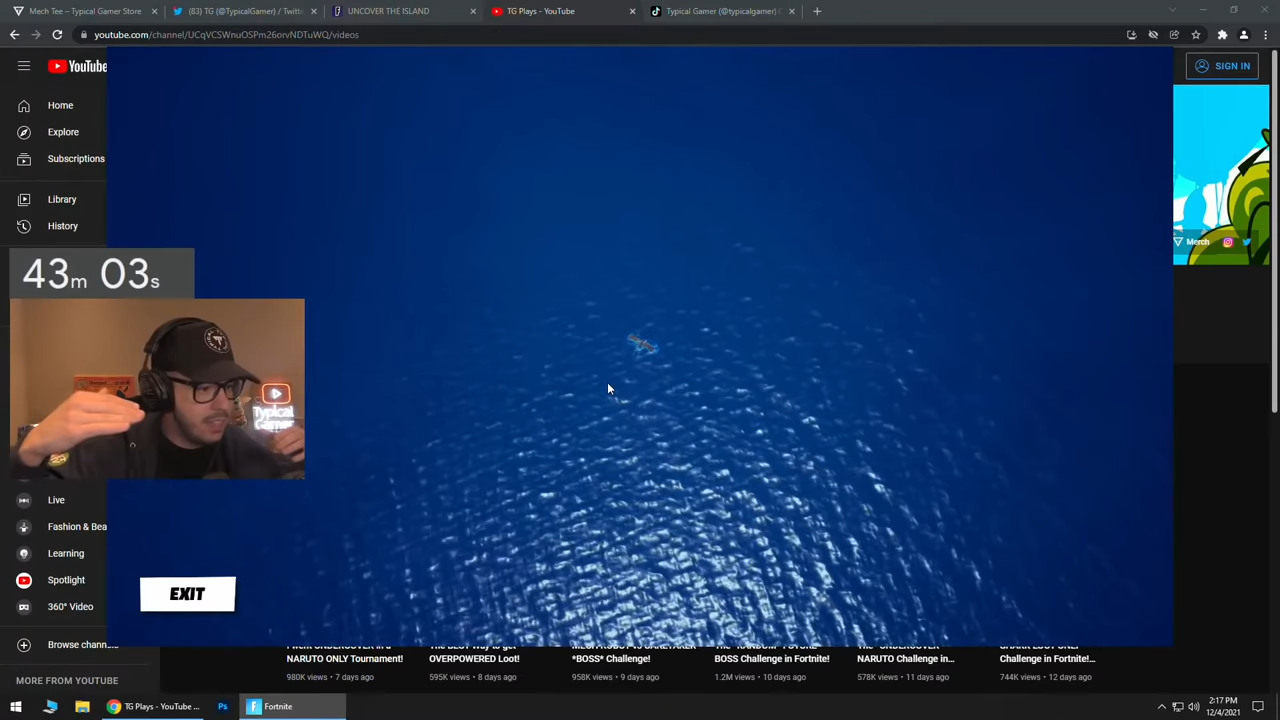 Mech Tee – Typical Gamer Store
(83) TG (@TypicalGamer) / Twitte
UNCOVER THE ISLAND
TG Plays - YouTube
Typical Gamer (@typicalgamer)
youtube.com/channel/UCqVCSWnuOSPm26orvNDTuWQ/videos
YouTube
SIGN IN
Home
Explore
Subscriptions
Library
History
Merch
43m 03s
Typical
Gamer
Live
Fashion & Bea
Learning
Spotlight
360° Video
Browse channels
MORE FROM YOUTUBE
EXIT
NARUTO ONLY Tournament!
980K views • 7 days ago
The BEST Way to get
OVERPOWERED Loot!
595K views • 8 days ago
*BOSS* Challenge!
958K views • 9 days ago
BOSS Challenge in Fortnite!
1.2M views • 10 days ago
NARUTO Challenge in...
578K views • 11 days ago
Challenge in Fortnite!...
744K views • 12 days ago
TG Plays - YouTube ...
Ps
Fortnite
2:17 PM
12/4/2021